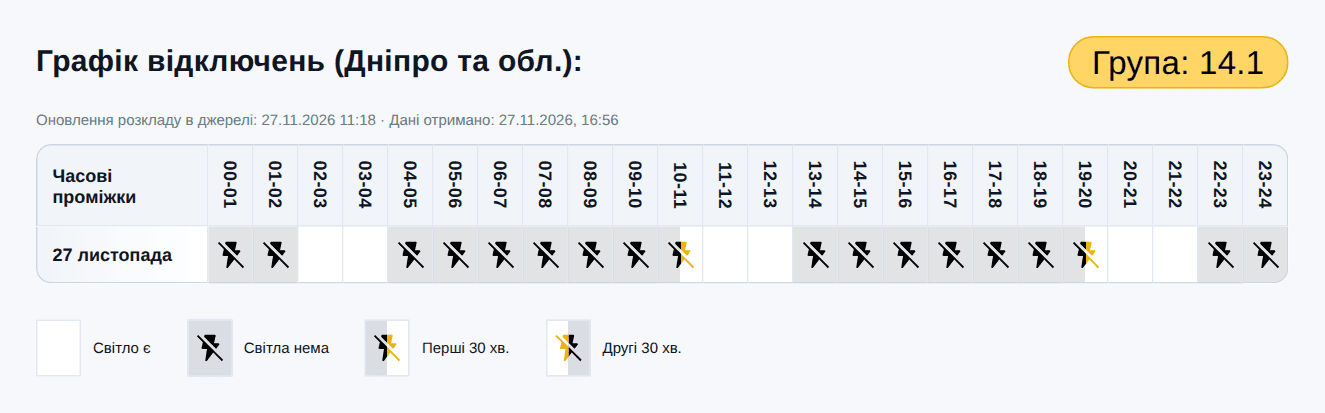 Графік відключень (Дніпро та обл.):
Група: 14.1
Оновлення розкладу в джерелі: 27.11.2026 11:18 · Дані отримано: 27.11.2026, 16:56
Часові
проміжки
00-01
01-02
02-03
03-04
04-05
05-06
06-07
07-08
08-09
09-10
10-11
11-12
12-13
13-14
14-15
15-16
16-17
17-18
18-19
19-20
20-21
21-22
22-23
23-24
27 листопада
Світло є
Світла нема
Перші 30 хв.
Другі 30 хв.